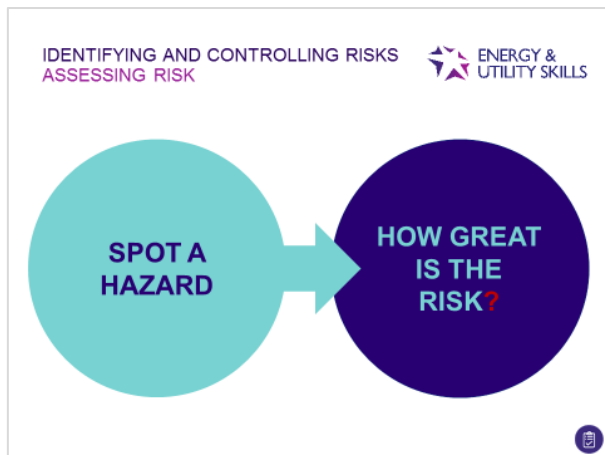 IDENTIFYING AND CONTROLLING RISKS
ASSESSING RISK
ENERGY &
UTILITY SKILLS
SPOT A
HAZARD
HOW GREAT
IS THE
RISK?